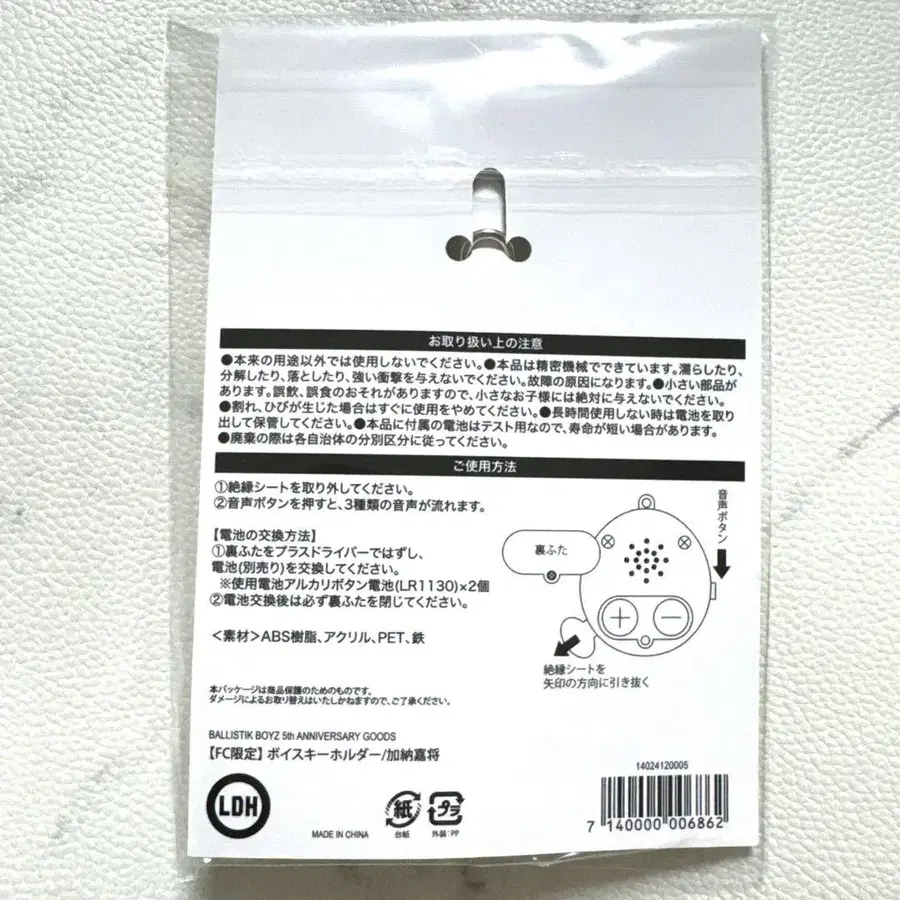 お取り扱い上の注意
●本来の用途以外では使用しないでください。●本品は精密機械でできています。濡らしたり、
分解したり、落としたり、強い衝撃を与えないでください。故障の原因になります。●小さい部品が
あります。誤飲、誤食のおそれがありますので、小さなお子様には絶対に与えないでください。
●割れ、ひびが生じた場合はすぐに使用をやめてください。●長時間使用しない時は電池を取り
出して保管してください。●本品に付属の電池はテスト用なので、寿命が短い場合があります。
●廃棄の際は各自治体の分別区分に従ってください。
ご使用方法
①絶縁シートを取り外してください。
②音声ボタンを押すと、3種類の音声が流れます。
【電池の交換方法】
①裏ふたをプラスドライバーではずし、
電池(別売り)を交換してください。
※使用電池アルカリボタン電池(LR1130)×2個
②電池交換後は必ず裏ふたを閉じてください。
<素材>ABS樹脂、アクリル、PET、鉄
音声ボタン
裏ふた
絶縁シートを
矢印の方向に引き抜く
本パッケージは商品保護のためのものです。
ダメージによるお取り替えはいたしかねますので、ご了承ください。
BALLISTIK BOYZ 5th ANNIVERSARY GOODS
【FC限定】ボイスキーホルダー/加納嘉将
LDH
MADE IN CHINA
紙
台紙
プラ
外装:PP
14024120005
7 140000 006862